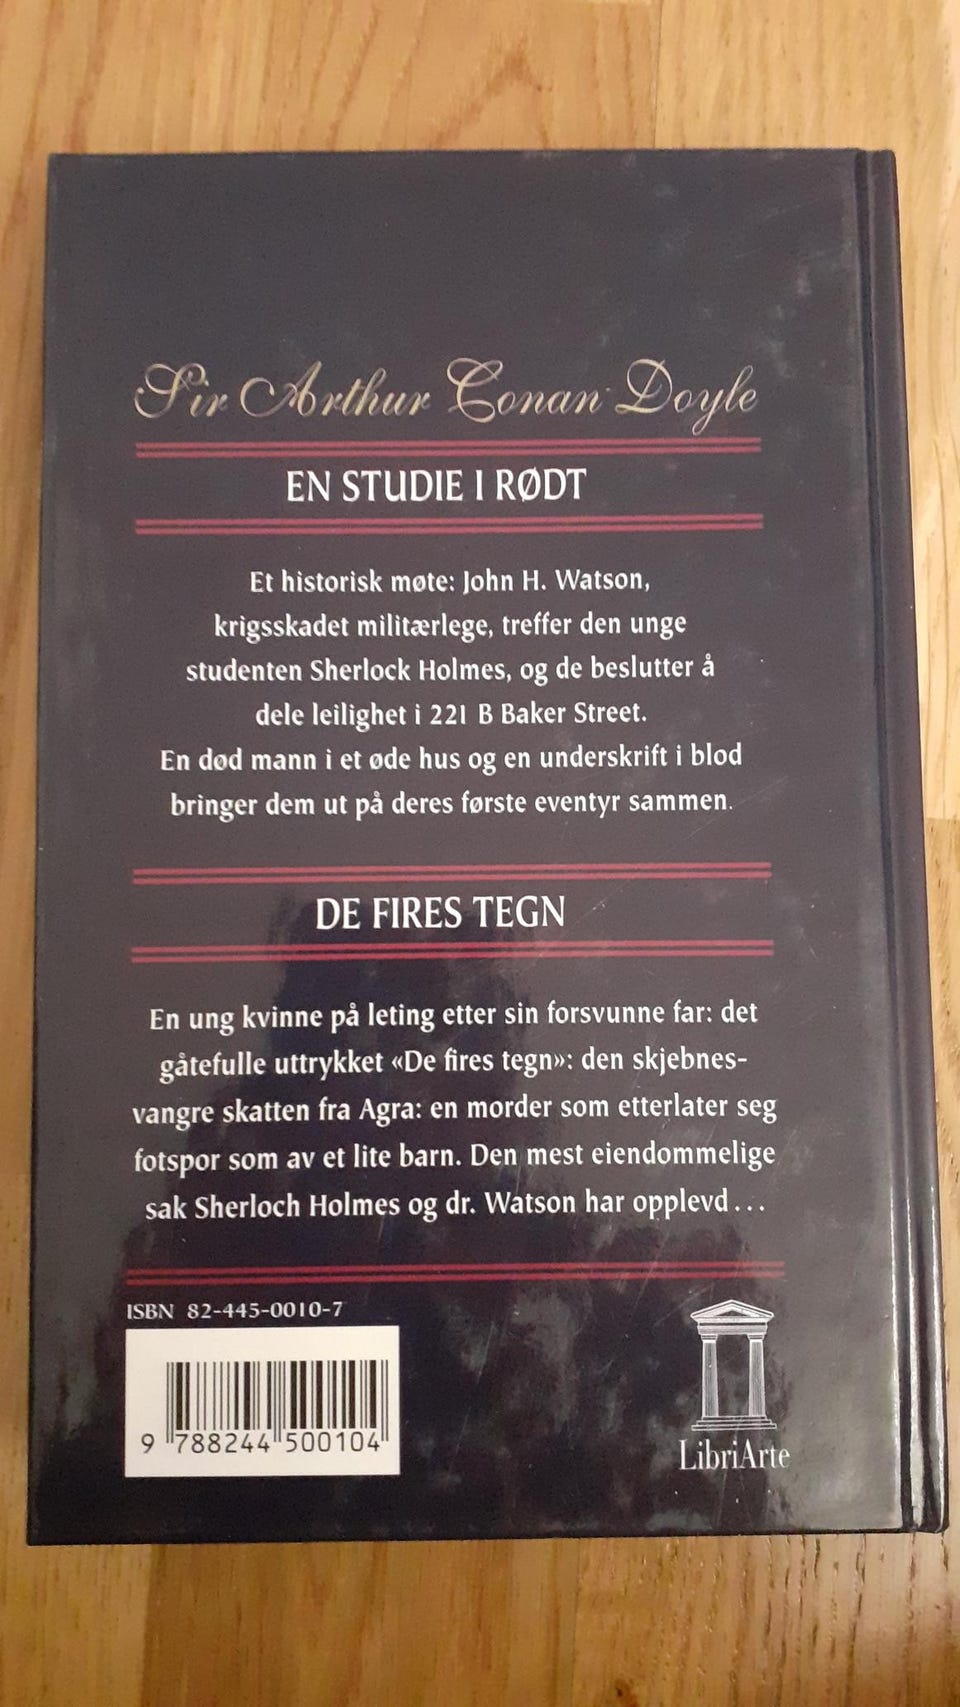 Sir Arthur Conan Doyle
EN STUDIE I RØDT
Et historisk møte: John H. Watson,
krigsskadet militærlege, treffer den unge
studenten Sherlock Holmes, og de beslutter å
dele leilighet i 221 B Baker Street.
En død mann i et øde hus og en underskrift i blod
bringer dem ut på deres første eventyr sammen.
DE FIRES TEGN
En ung kvinne på leting etter sin forsvunne far: det
gåtefulle uttrykket «De fires tegn»: den skjebnes-
vangre skatten fra Agra: en morder som etterlater seg
fotspor som av et lite barn. Den mest eiendommelige
sak Sherloch Holmes og dr. Watson har opplevd...
ISBN 82-445-0010-7
9 788244 500104
LibriArte